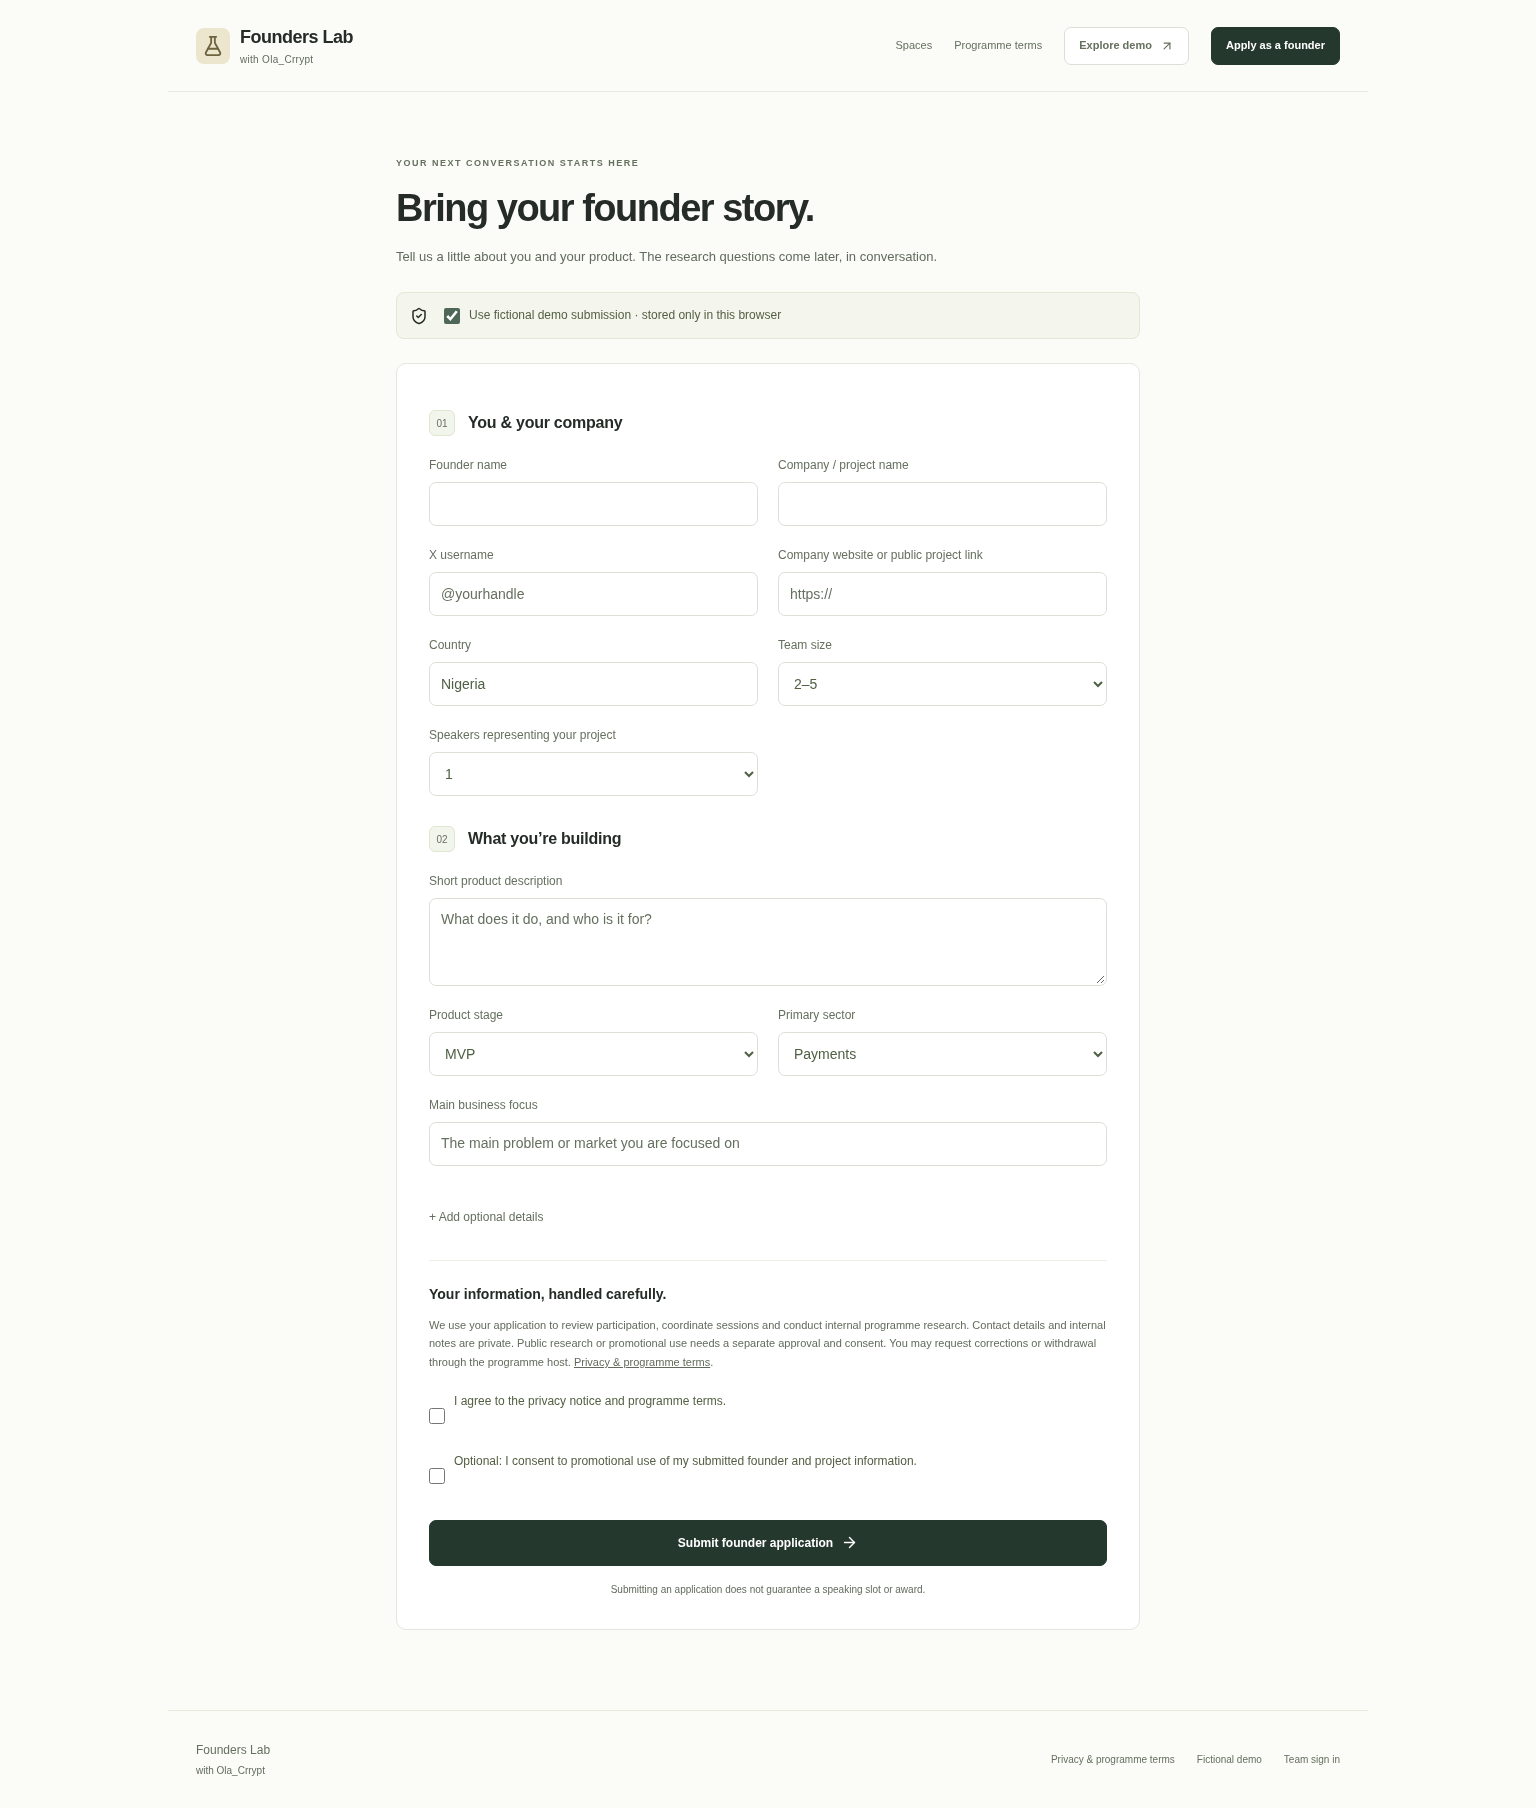 Founders Lab
with Ola_Crrypt
Spaces
Programme terms
Explore demo
Apply as a founder
YOUR NEXT CONVERSATION STARTS HERE
Bring your founder story.
Tell us a little about you and your product. The research questions come later, in conversation.
Use fictional demo submission · stored only in this browser
01
You & your company
Founder name
Company / project name
X username
Company website or public project link
@yourhandle
https://
Country
Team size
Nigeria
2–5
Speakers representing your project
1
02
What you’re building
Short product description
What does it do, and who is it for?
Product stage
Primary sector
MVP
Payments
Main business focus
The main problem or market you are focused on
+ Add optional details
Your information, handled carefully.
We use your application to review participation, coordinate sessions and conduct internal programme research. Contact details and internal
notes are private. Public research or promotional use needs a separate approval and consent. You may request corrections or withdrawal
through the programme host. Privacy & programme terms.
I agree to the privacy notice and programme terms.
Optional: I consent to promotional use of my submitted founder and project information.
Submit founder application
Submitting an application does not guarantee a speaking slot or award.
Founders Lab
with Ola_Crrypt
Privacy & programme terms
Fictional demo
Team sign in